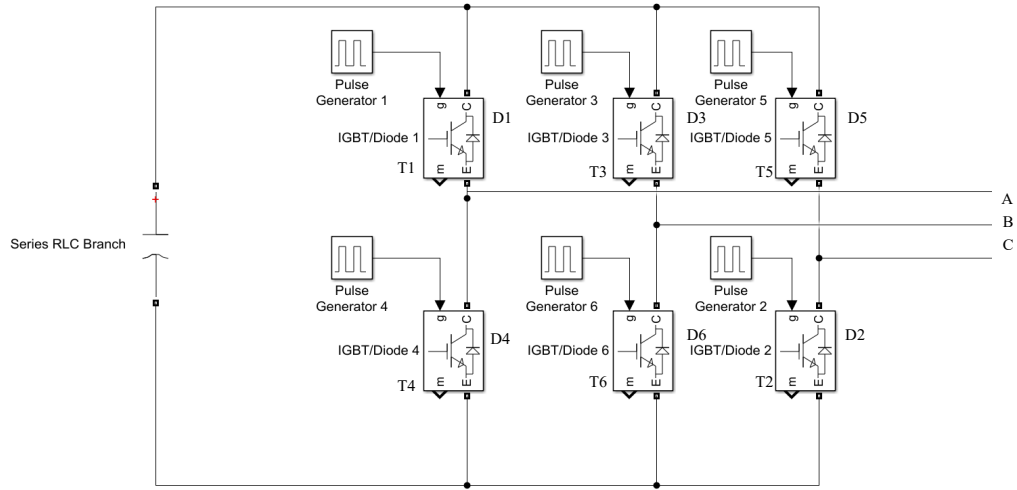 Pulse
Generator 1
Pulse
Generator 3
Pulse
Generator 5
g
C
D1
IGBT/Diode 1
T1
m
E
g
C
D3
IGBT/Diode 3
T3
m
E
g
C
D5
IGBT/Diode 5
T5
m
E
A
B
C
+
Series RLC Branch
Pulse
Generator 4
Pulse
Generator 6
Pulse
Generator 2
g
C
D4
IGBT/Diode 4
T4
m
E
g
C
D6
IGBT/Diode 6
T6
m
E
g
C
D2
IGBT/Diode 2
T2
m
E